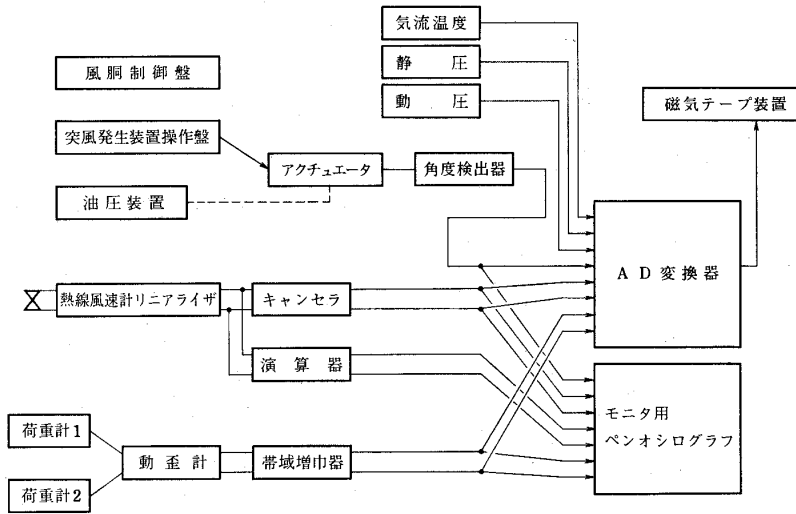 気流温度
静圧
動圧
風胴制御盤
磁気テープ装置
突風発生装置操作盤
アクチュエータ
角度検出器
油圧装置
AD変換器
熱線風速計リニアライザ
キャンセラ
演算器
モニタ用
ペンオシログラフ
荷重計1
動歪計
帯域増巾器
荷重計2